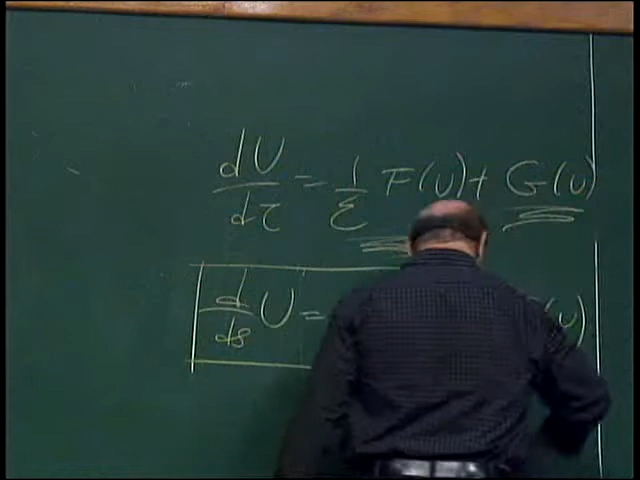 dU/dτ = 1/ε F(U) + G(U)
d/ds U = (U)